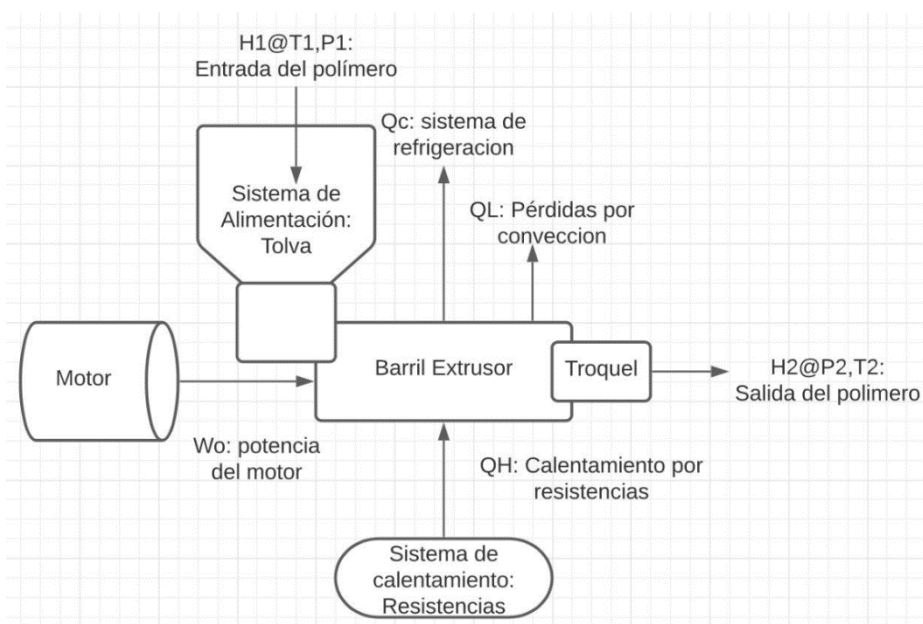 H1@T1,P1:
Entrada del polímero
Qc: sistema de
refrigeracion
Sistema de
Alimentación:
Tolva
QL: Pérdidas por
conveccion
Motor
Barril Extrusor
Troquel
H2@P2,T2:
Salida del polimero
Wo: potencia
del motor
QH: Calentamiento por
resistencias
Sistema de
calentamiento:
Resistencias